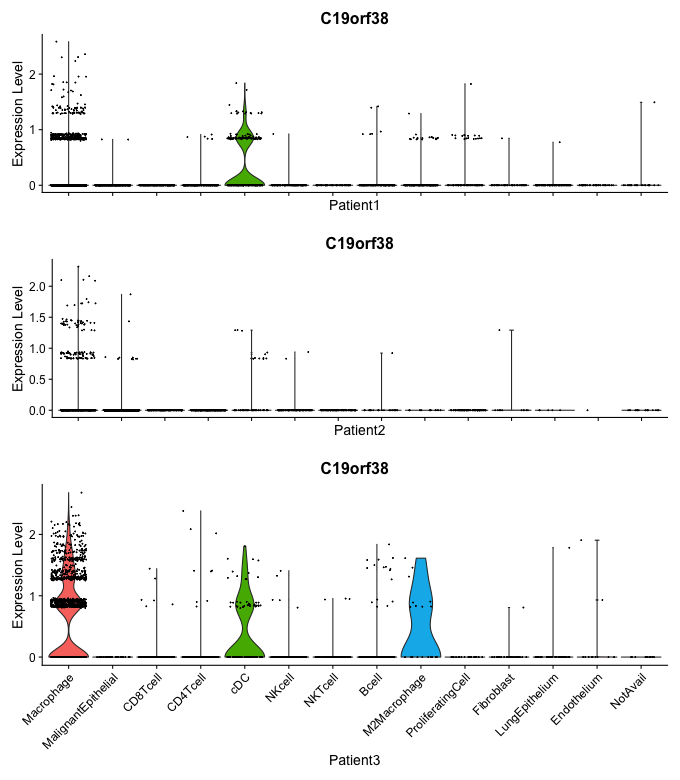 C19orf38
Expression Level
2
1
0
Patient1
C19orf38
Expression Level
2.0
1.5
1.0
0.5
0.0
Patient2
C19orf38
Expression Level
2
1
0
Macrophage
MalignantEpithelial
CD8Tcell
CD4Tcell
cDC
NKcell
NKTcell
Bcell
M2Macrophage
ProliferatingCell
Fibroblast
LungEpithelium
Endothelium
NotAvail
Patient3